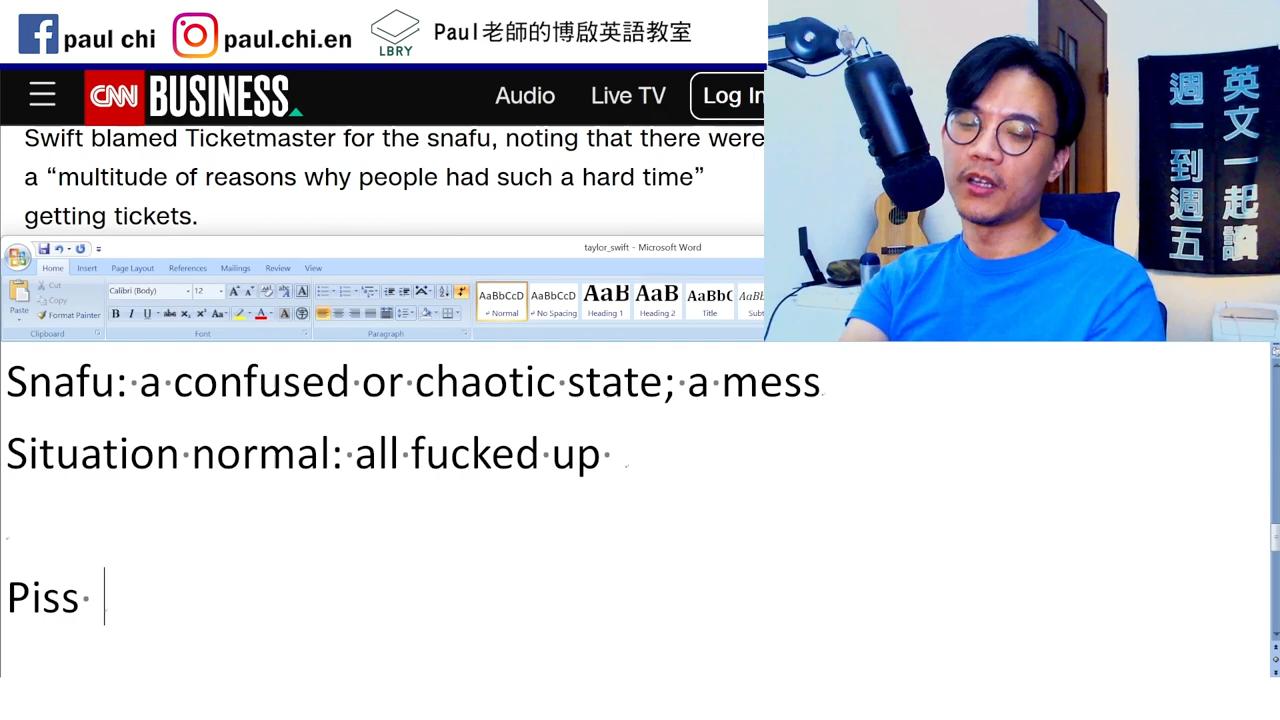 paul chi
paul.chi.en
LBRY
Paul老師的博啟英語教室
CNN BUSINESS
Audio
Live TV
Log In
Swift blamed Ticketmaster for the snafu, noting that there were
a “multitude of reasons why people had such a hard time”
getting tickets.
taylor_swift - Microsoft Word
Home Insert Page Layout References Mailings Review View
Paste
Cut
Copy
Format Painter
Clipboard
Calibri (Body) 12
Font
Paragraph
AaBbCcD AaBbCcD AaBb AaBb AaBbC AaBb
Normal No Spacing Heading 1 Heading 2 Title Subt
英文一起讀
週一到週五
Snafu: a confused or chaotic state; a mess
Situation normal: all fucked up
Piss